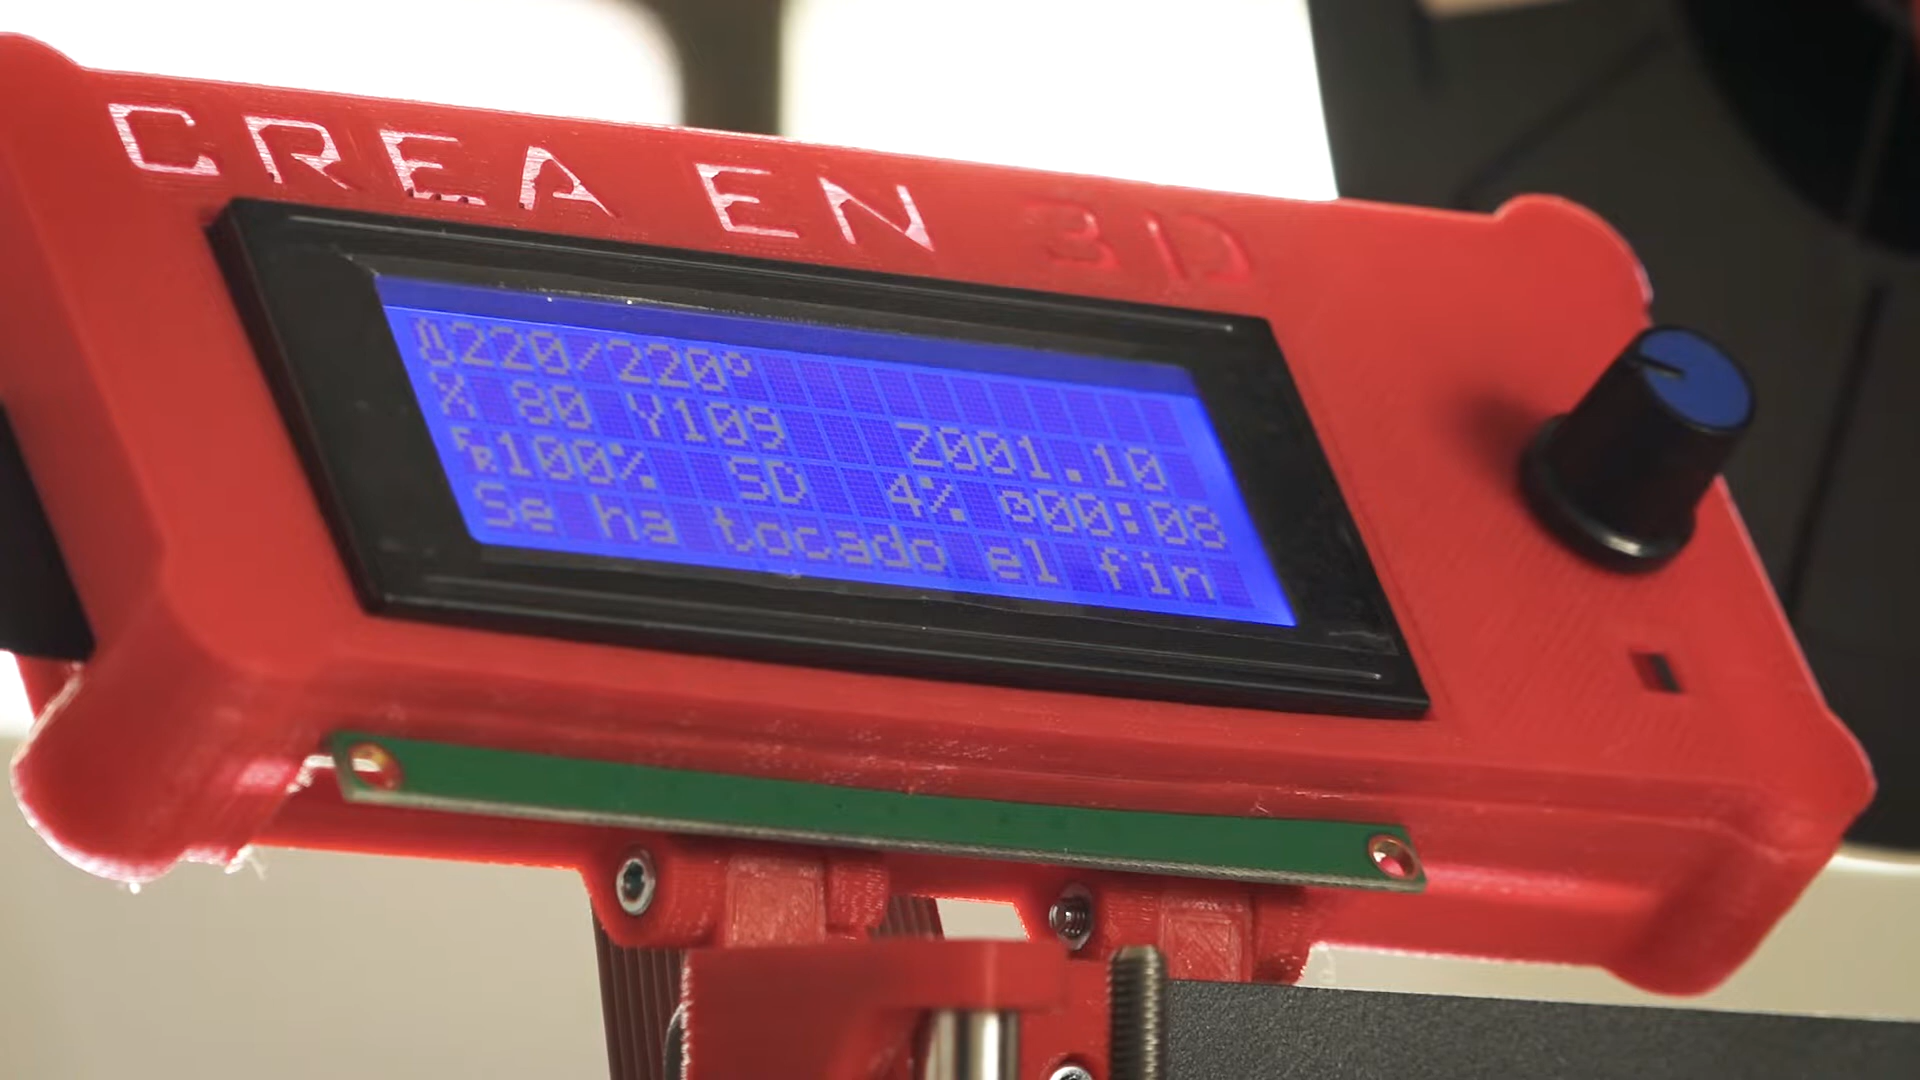 CREA EN 3D
220/220°
X 80 Y109 Z001.10
100% SD 4% 00:08
Se ha tocado el fin